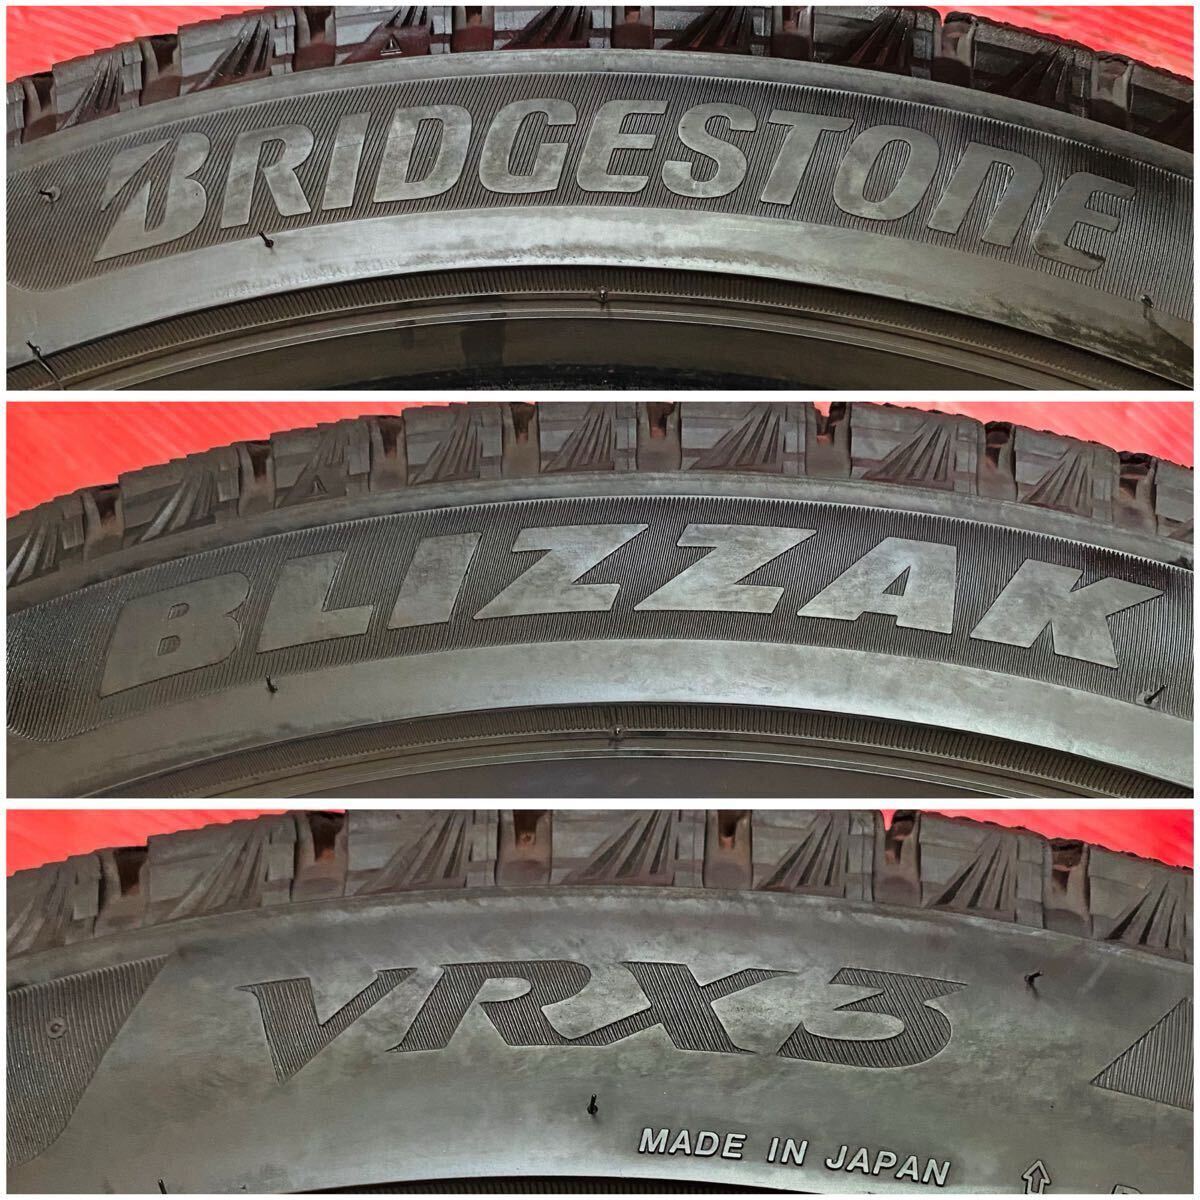 BRIDGESTONE
BLIZZAK
VRX3
MADE IN JAPAN